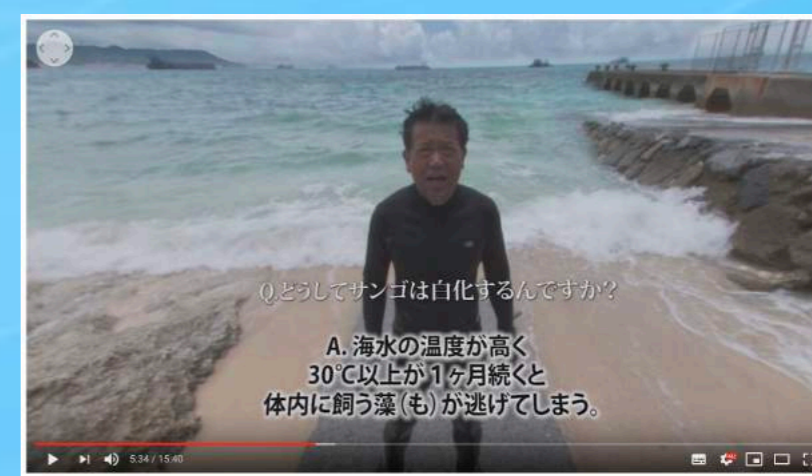 Q.どうしてサンゴは白化するんですか?
A. 海水の温度が高く
30℃以上が1ヶ月続くと
体内に飼う藻(も)が逃げてしまう。
5:34 / 15:40